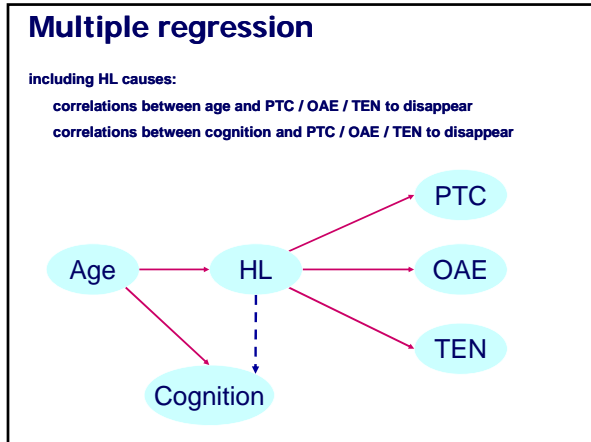 Multiple regression
including HL causes:
correlations between age and PTC / OAE / TEN to disappear
correlations between cognition and PTC / OAE / TEN to disappear
PTC
Age
HL
OAE
TEN
Cognition